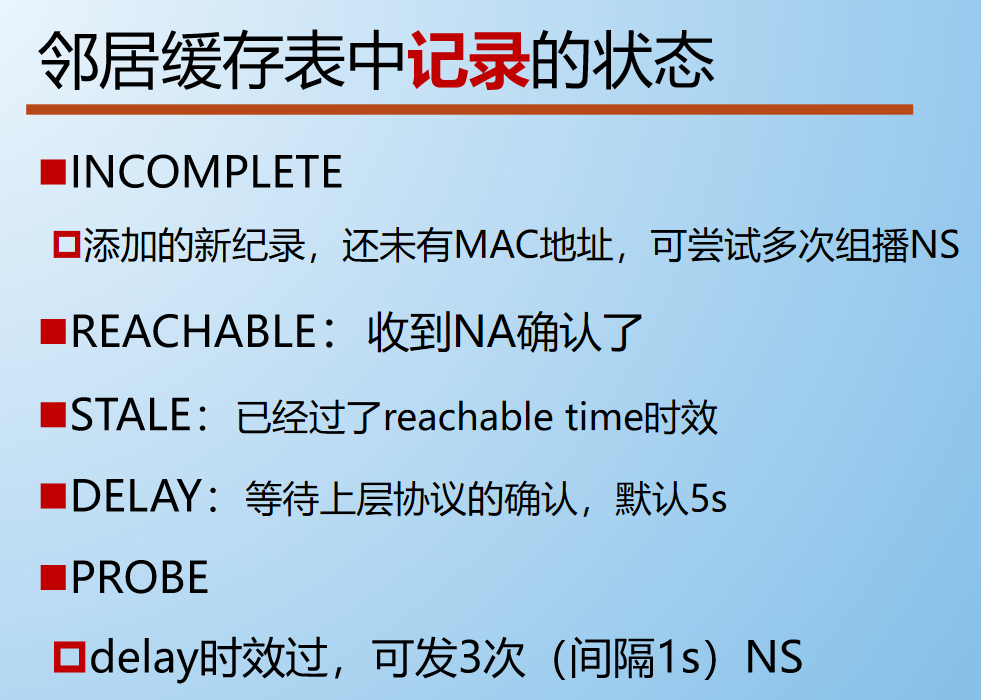 邻居缓存表中记录的状态
INCOMPLETE
添加的新纪录，还未有MAC地址，可尝试多次组播NS
REACHABLE：收到NA确认了
STALE：已经过了reachable time时效
DELAY：等待上层协议的确认，默认5s
PROBE
delay时效过，可发3次（间隔1s）NS